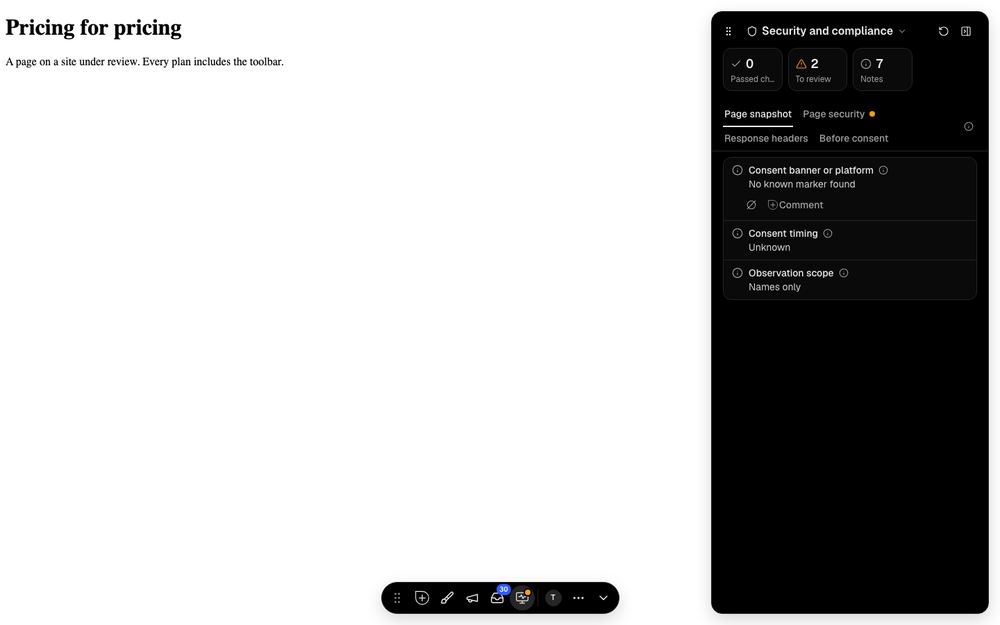 Pricing for pricing
A page on a site under review. Every plan includes the toolbar.
Security and compliance
0
Passed ch…
2
To review
7
Notes
Page snapshot
Page security
Response headers
Before consent
Consent banner or platform
No known marker found
Comment
Consent timing
Unknown
Observation scope
Names only
30
T